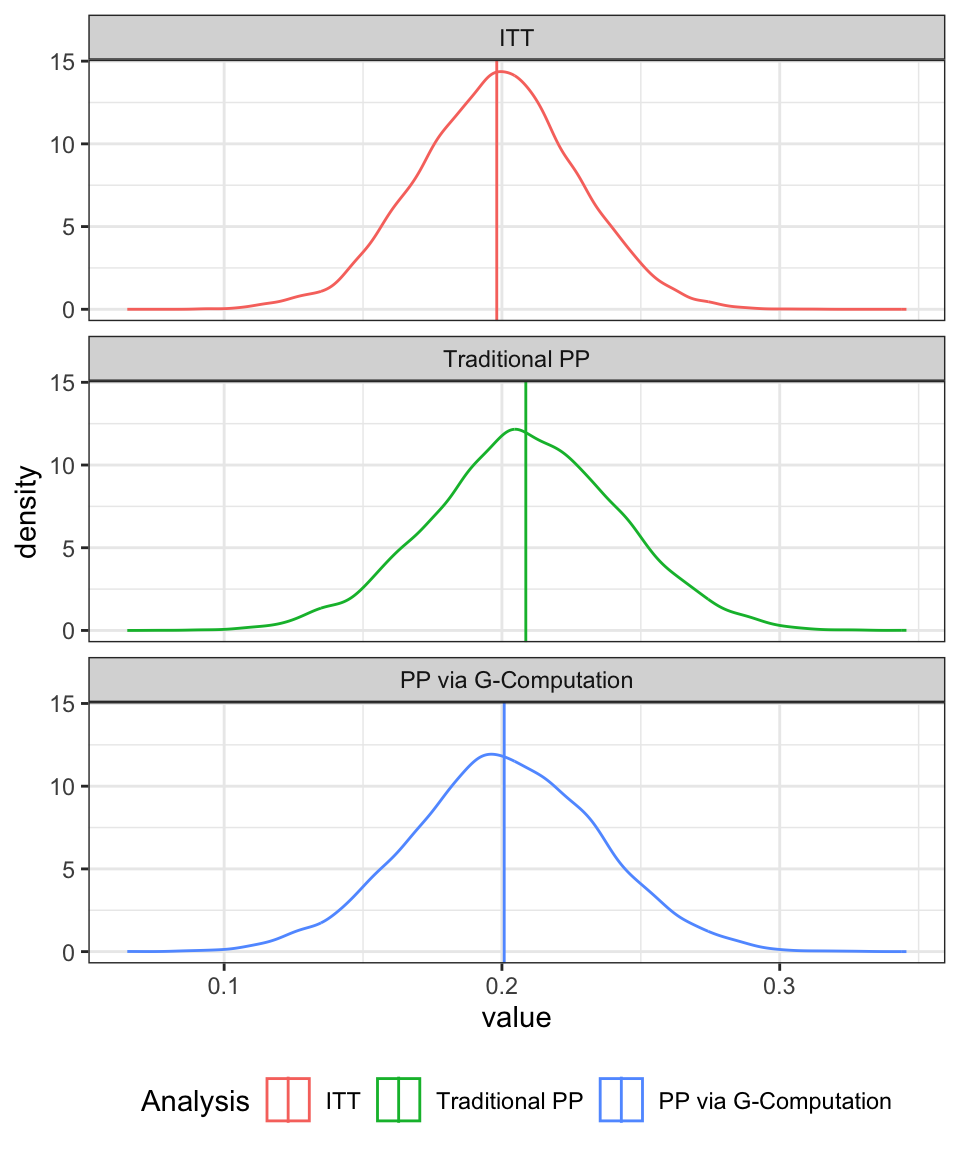 ITT
15
10
5
0
Traditional PP
15
10
5
0
PP via G-Computation
15
10
5
0
density
0.1 0.2 0.3
value
Analysis ITT Traditional PP PP via G-Computation